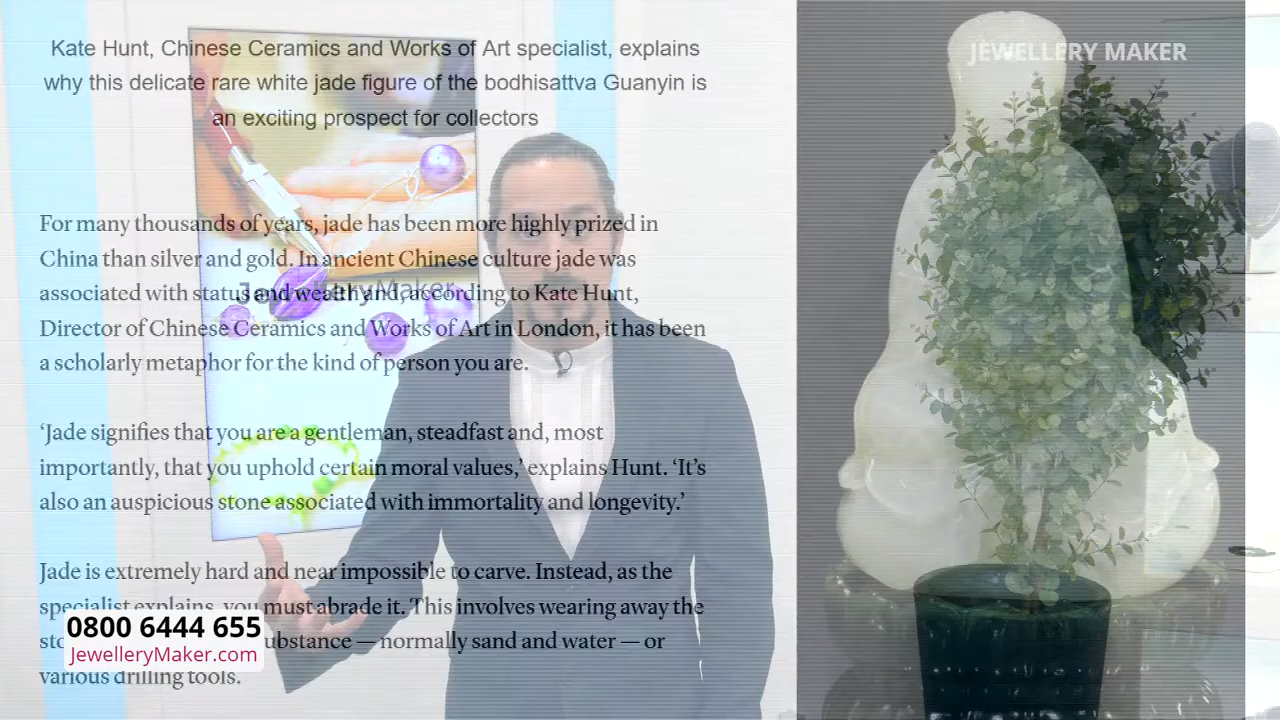 Kate Hunt, Chinese Ceramics and Works of Art specialist, explains
why this delicate rare white jade figure of the bodhisattva Guanyin is
an exciting prospect for collectors
JEWELLERY MAKER
For many thousands of years, jade has been more highly prized in
China than silver and gold. In ancient Chinese culture jade was
associated with status and wealth and, according to Kate Hunt,
JewelleryMaker
Director of Chinese Ceramics and Works of Art in London, it has been
a scholarly metaphor for the kind of person you are.
‘Jade signifies that you are a gentleman, steadfast and, most
importantly, that you uphold certain moral values,’ explains Hunt. ‘It’s
also an auspicious stone associated with immortality and longevity.’
Jade is extremely hard and near impossible to carve. Instead, as the
specialist explains, you must abrade it. This involves wearing away the
sand and water — or
0800 6444 655
JewelleryMaker.com
various drilling tools.